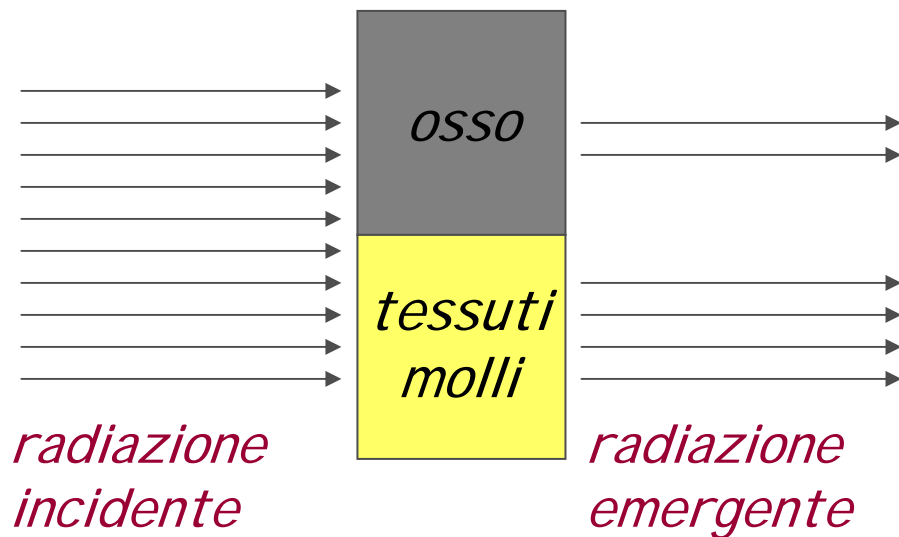 osso
tessuti
molli
radiazione
incidente
radiazione
emergente